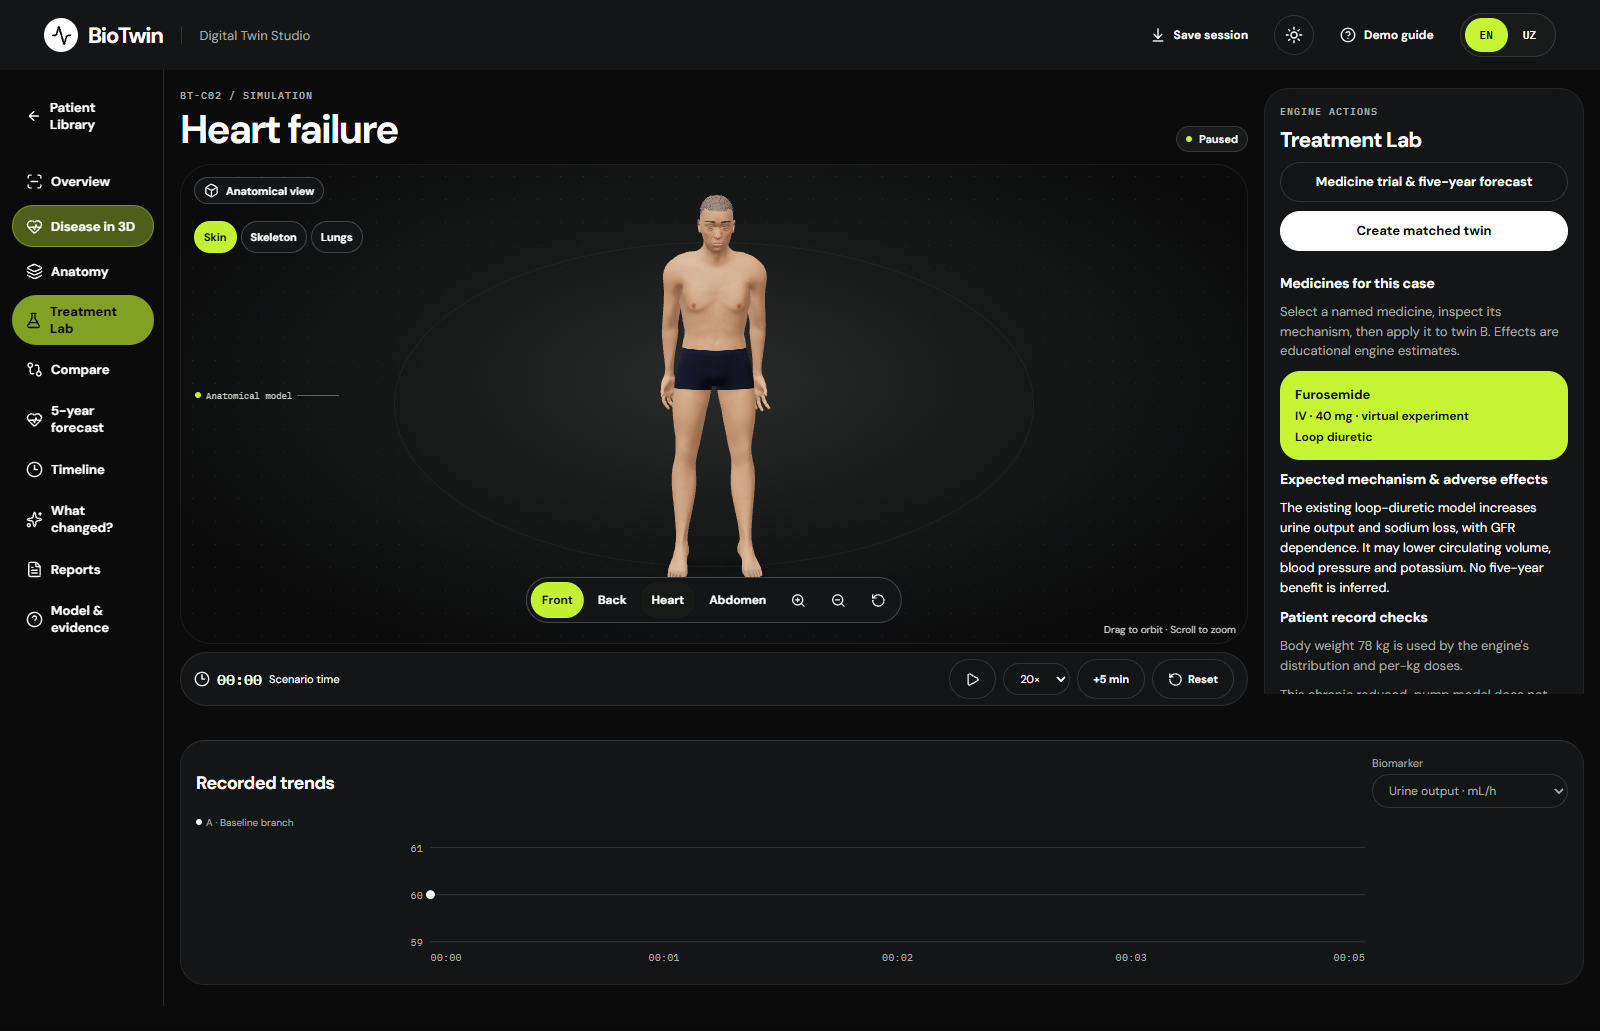 BioTwin
Digital Twin Studio
Save session
Demo guide
EN
UZ
Patient
Library
Overview
Disease in 3D
Anatomy
Treatment
Lab
Compare
5-year
forecast
Timeline
What
changed?
Reports
Model &
evidence
BT-C02 / SIMULATION
Heart failure
Paused
Anatomical view
Skin
Skeleton
Lungs
Anatomical model
Front
Back
Heart
Abdomen
Drag to orbit · Scroll to zoom
00:00 Scenario time
20×
+5 min
Reset
ENGINE ACTIONS
Treatment Lab
Medicine trial & five-year forecast
Create matched twin
Medicines for this case
Select a named medicine, inspect its
mechanism, then apply it to twin B. Effects are
educational engine estimates.
Furosemide
IV · 40 mg · virtual experiment
Loop diuretic
Expected mechanism & adverse effects
The existing loop-diuretic model increases
urine output and sodium loss, with GFR
dependence. It may lower circulating volume,
blood pressure and potassium. No five-year
benefit is inferred.
Patient record checks
Body weight 78 kg is used by the engine's
distribution and per-kg doses.
This chronic reduced-pump model does not
Recorded trends
Biomarker
Urine output · mL/h
A · Baseline branch
61
60
59
00:00
00:01
00:02
00:03
00:05